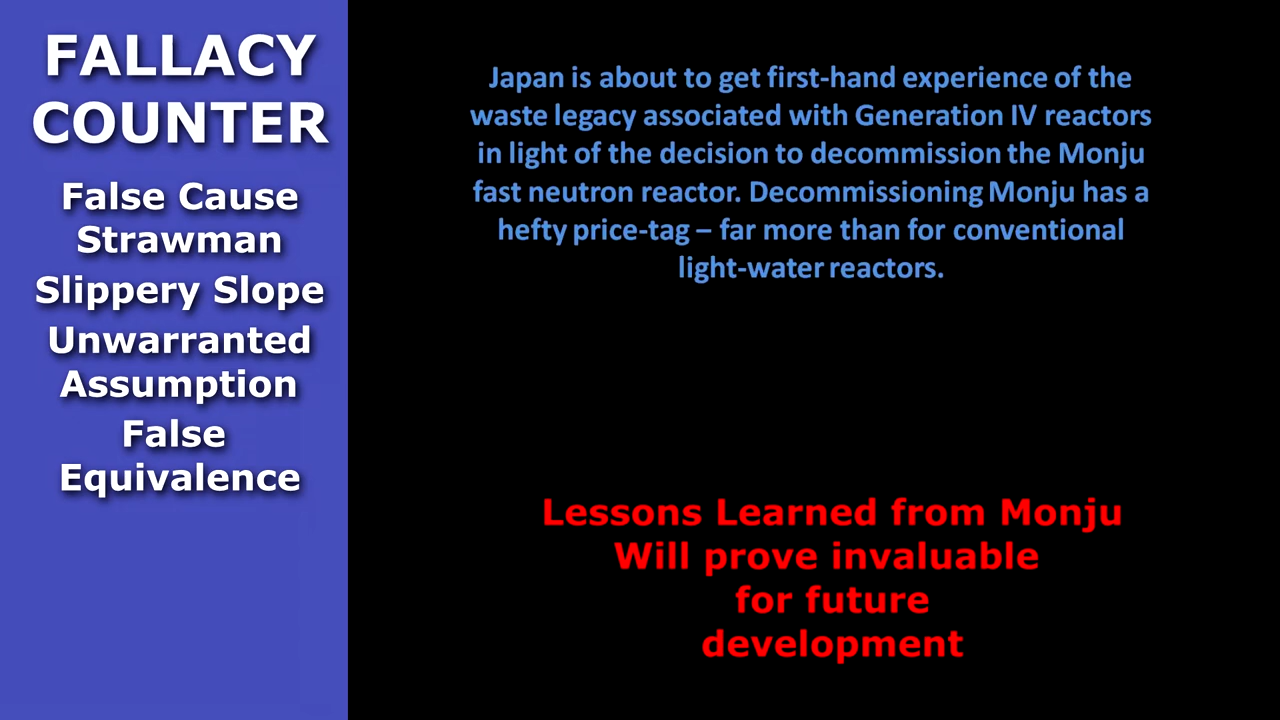 FALLACY
COUNTER
False Cause
Strawman
Slippery Slope
Unwarranted
Assumption
False
Equivalence
Japan is about to get first-hand experience of the
waste legacy associated with Generation IV reactors
in light of the decision to decommission the Monju
fast neutron reactor. Decommissioning Monju has a
hefty price-tag – far more than for conventional
light-water reactors.
Lessons Learned from Monju
Will prove invaluable
for future
development